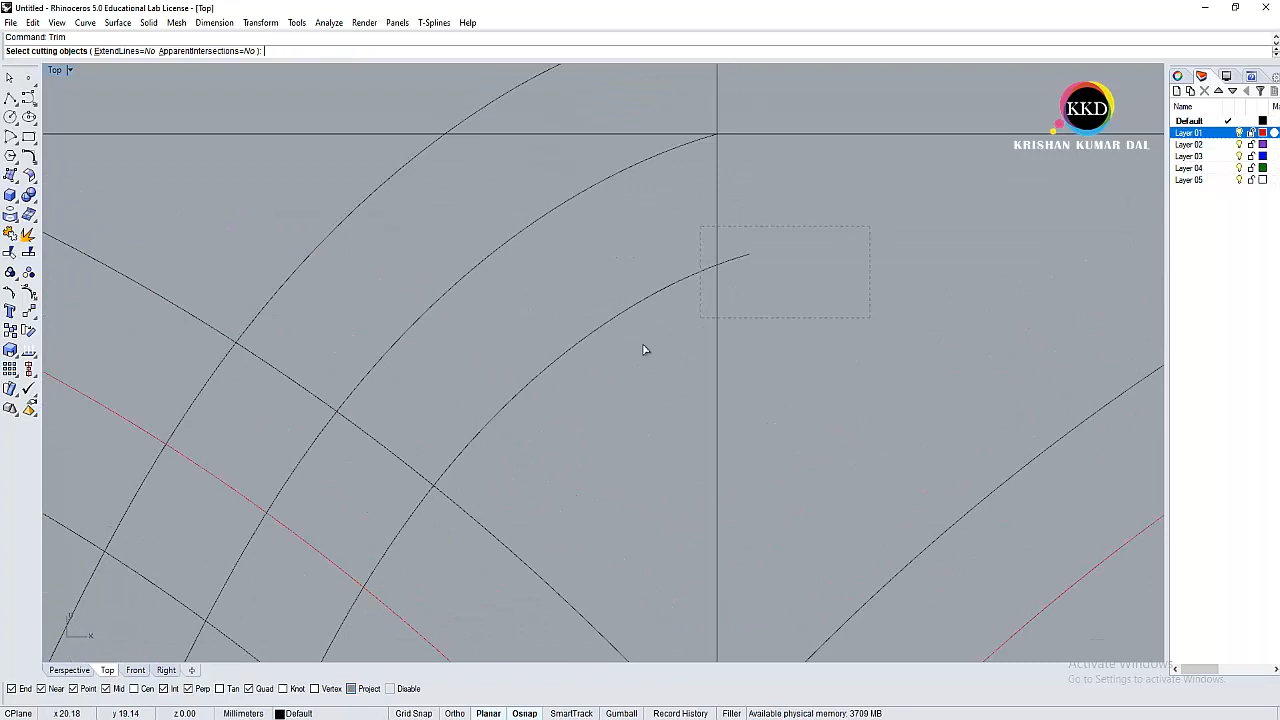 Untitled - Rhinoceros 5.0 Educational Lab License - [Top]
File Edit View Curve Surface Solid Mesh Dimension Transform Tools Analyze Render Panels T-Splines Help
Command: Trim
Select cutting objects ( ExtendLines=No ApparentIntersections=No ):
Top
KKD
KRISHAN KUMAR DAL
Name
Default
Layer 01
Layer 02
Layer 03
Layer 04
Layer 05
y
x
Perspective Top Front Right
Activate Windows
Go to Settings to activate Windows.
End Near Point Mid Cen Int Perp Tan Quad Knot Vertex Project Disable
CPlane x 20.18 y 19.14 z 0.00 Millimeters Default Grid Snap Ortho Planar Osnap SmartTrack Gumball Record History Filter Available physical memory: 3709 MB